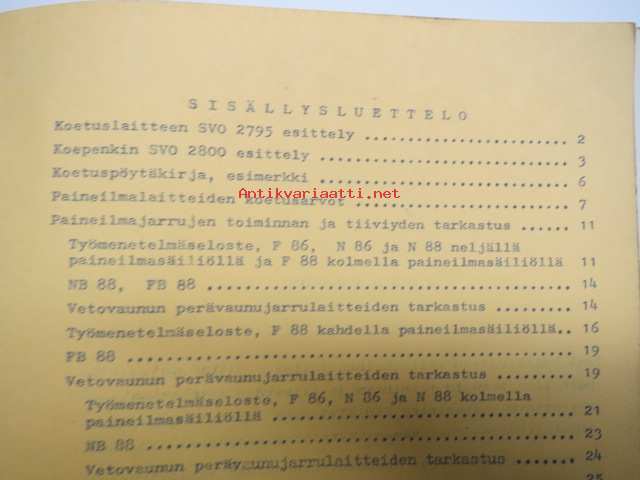 SISÄLLYSLUETTELO
Koetuslaitteen SVO 2795 esittely ........................ 2
Koepenkin SVO 2800 esittely ............................. 3
Koetuspöytäkirja, esimerkki ............................. 6
Antikvariaatti.net
Paineilmalaitteiden koetusarvot ......................... 7
Paineilmajarrujen toiminnan ja tiiviyden tarkastus ...... 11
Työmenetelmäseloste, F 86, N 86 ja N 88 neljällä
paineilmasäiliöllä ja F 88 kolmella paineilmasäiliöllä 11
NB 88, FB 88 ............................................ 14
Vetovaunun perävaunujarrulaitteiden tarkastus ........... 14
Työmenetelmäseloste, F 88 kahdella paineilmasäiliöllä.. 16
FB 88 ................................................... 19
Vetovaunun perävaunujarrulaitteiden tarkastus ........... 19
Työmenetelmäseloste, F 86, N 86 ja N 88 kolmella
paineilmasäiliöllä ...................................... 21
NB 88 ................................................... 23
Vetovaunun perävaunujarrulaitteiden tarkastus ........... 24
25